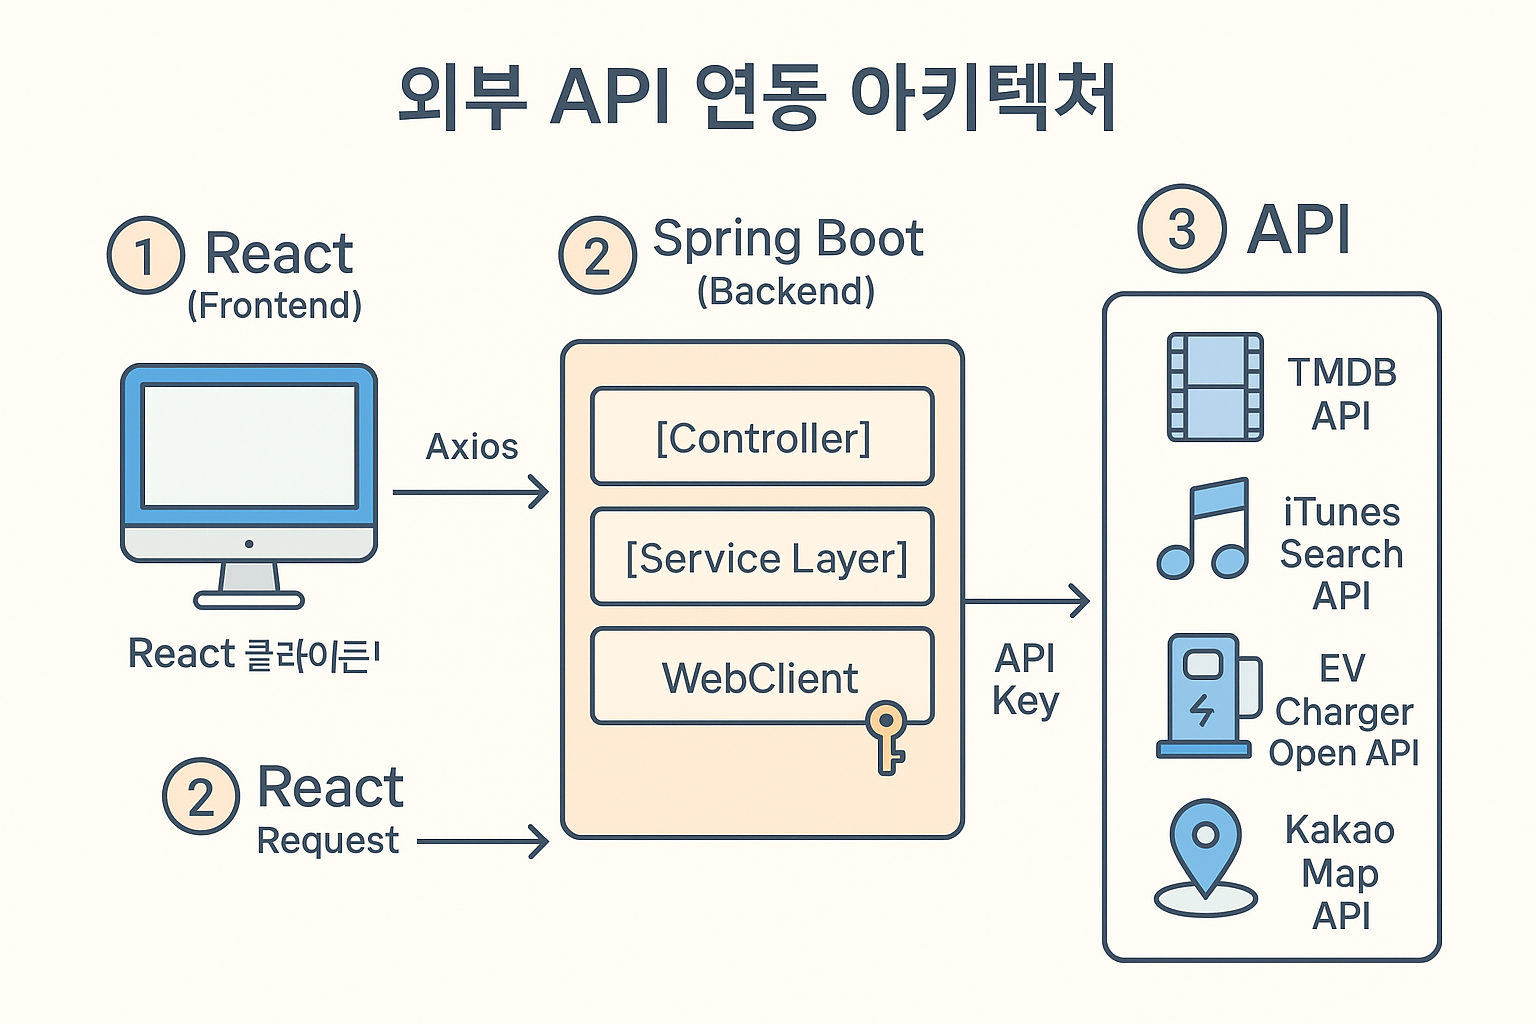 외부 API 연동 아키텍처
1 React
(Frontend)
React 클라이든!
Axios
2 React
Request
2 Spring Boot
(Backend)
[Controller]
[Service Layer]
WebClient
API
Key
3 API
TMDB
API
iTunes
Search
API
EV
Charger
Open API
Kakao
Map
API